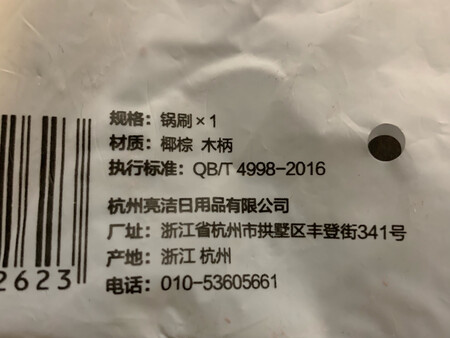 规格：锅刷×1
材质：椰棕 木柄
执行标准：QB/T 4998-2016
杭州亮洁日用品有限公司
厂址：浙江省杭州市拱墅区丰登街341号
产地：浙江 杭州
电话：010-53605661
2623